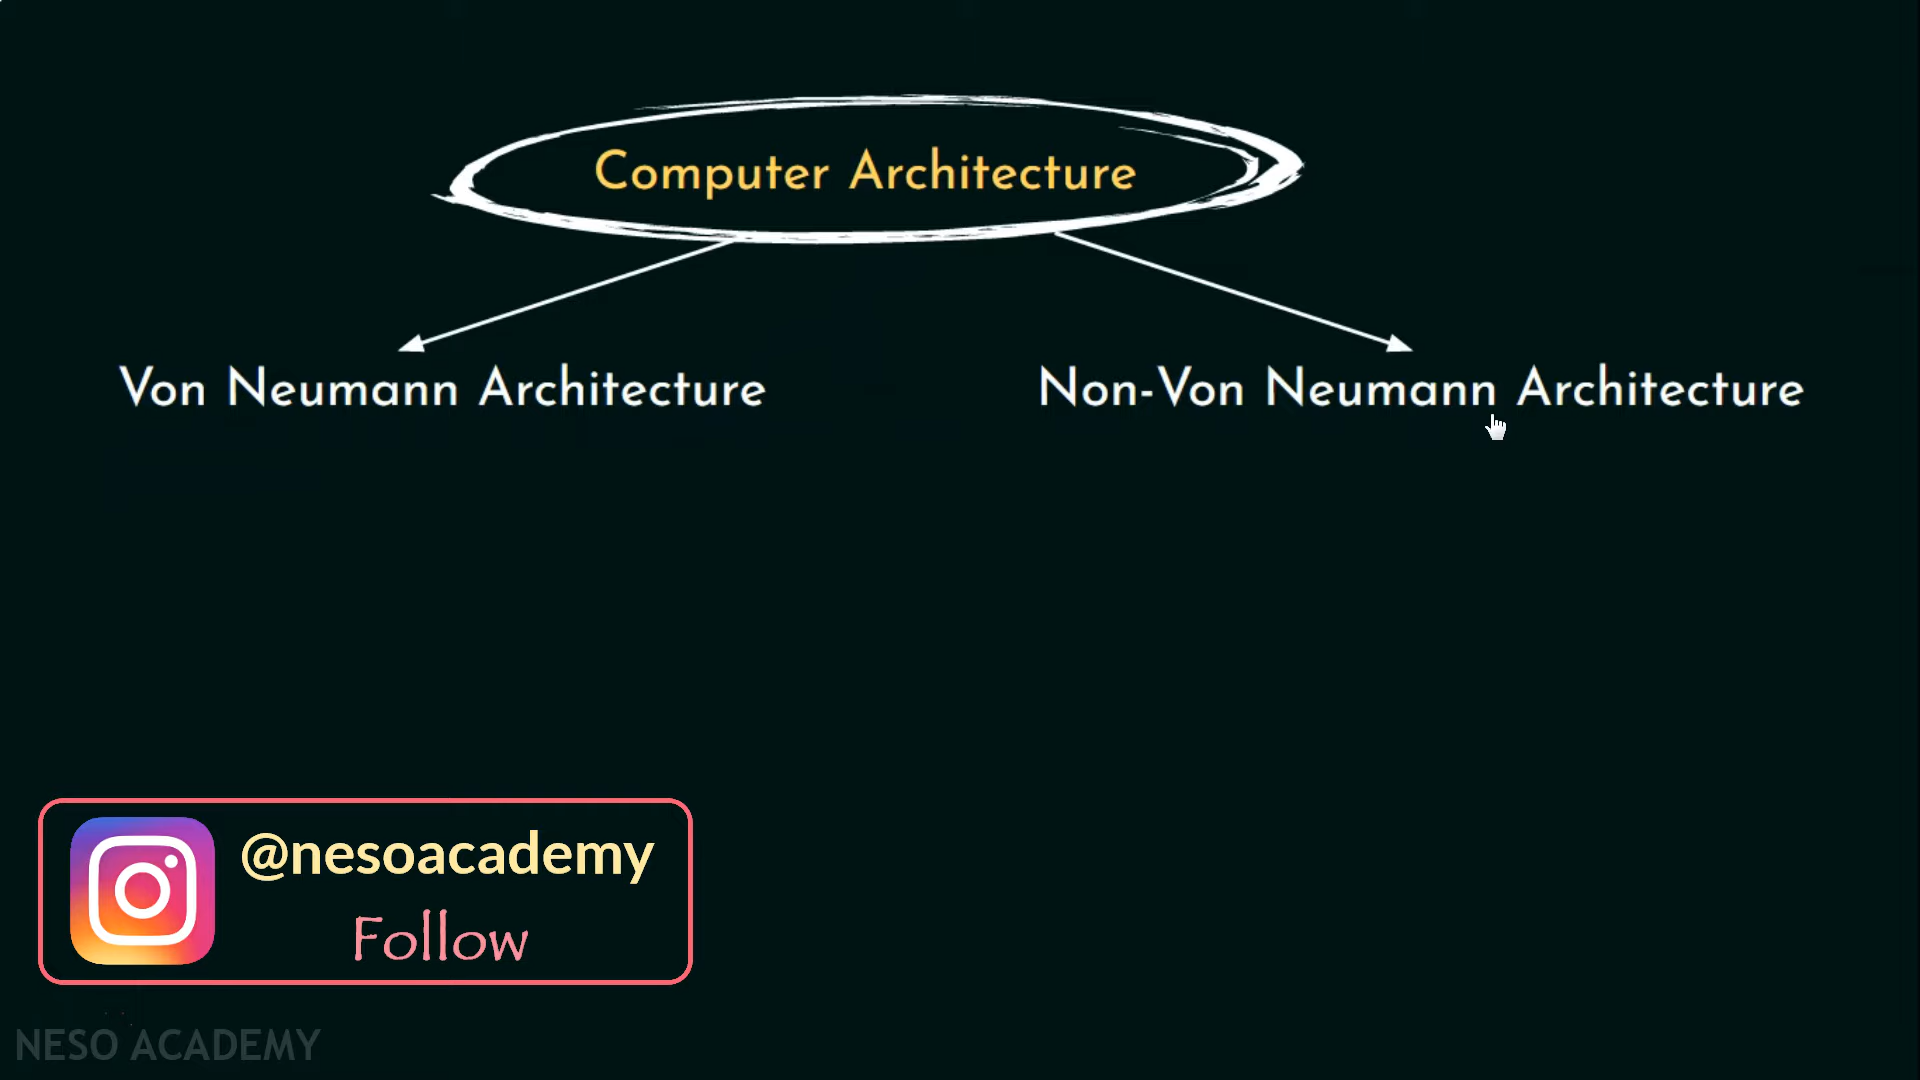 Computer Architecture
Von Neumann Architecture
Non-Von Neumann Architecture
@nesoacademy
Follow
NESO ACADEMY